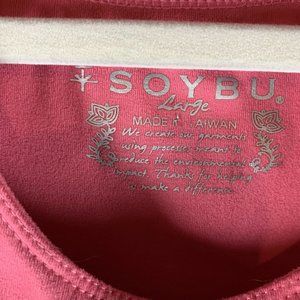 SOYBU®
Large
MADE TAIWAN
We create our garments
using processes meant to
reduce the environmental
impact. Thanks for helping
us make a difference.